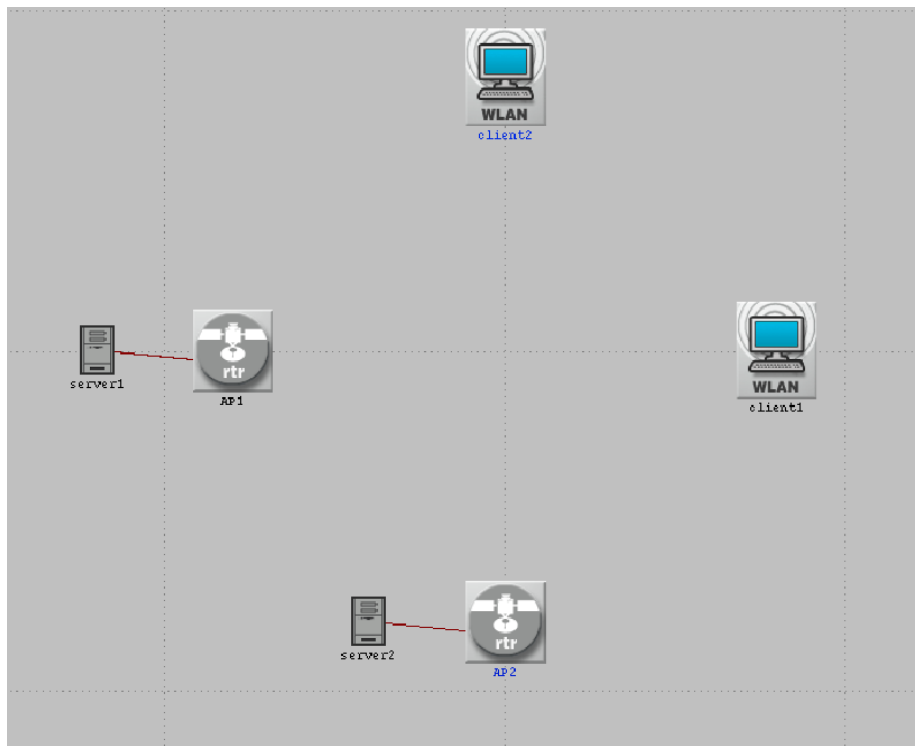 WLAN
client2
rtr
server1
AP1
WLAN
client1
rtr
server2
AP2